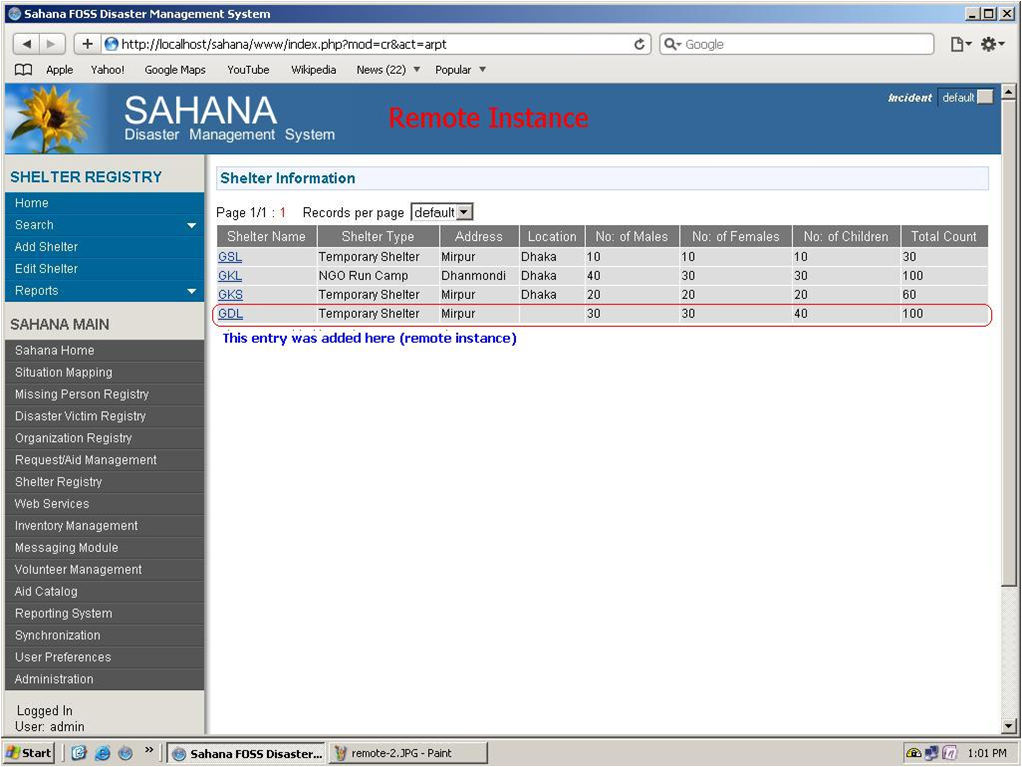 Sahana FOSS Disaster Management System
http://localhost/sahana/www/index.php?mod=cr&act=arpt
Google
Apple Yahoo! Google Maps YouTube Wikipedia News (22) Popular
SAHANA
Disaster Management System
Remote Instance
Incident default
SHELTER REGISTRY
Home
Search
Add Shelter
Edit Shelter
Reports
SAHANA MAIN
Sahana Home
Situation Mapping
Missing Person Registry
Disaster Victim Registry
Organization Registry
Request/Aid Management
Shelter Registry
Web Services
Inventory Management
Messaging Module
Volunteer Management
Aid Catalog
Reporting System
Synchronization
User Preferences
Administration
Logged In
User: admin
Shelter Information
Page 1/1 : 1 Records per page default
Shelter Name Shelter Type Address Location No: of Males No: of Females No: of Children Total Count
GSL Temporary Shelter Mirpur Dhaka 10 10 10 30
GKL NGO Run Camp Dhanmondi Dhaka 40 30 30 100
GKS Temporary Shelter Mirpur Dhaka 20 20 20 60
GDL Temporary Shelter Mirpur 30 30 40 100
This entry was added here (remote instance)
Start » Sahana FOSS Disaster... remote-2.JPG - Paint 1:01 PM